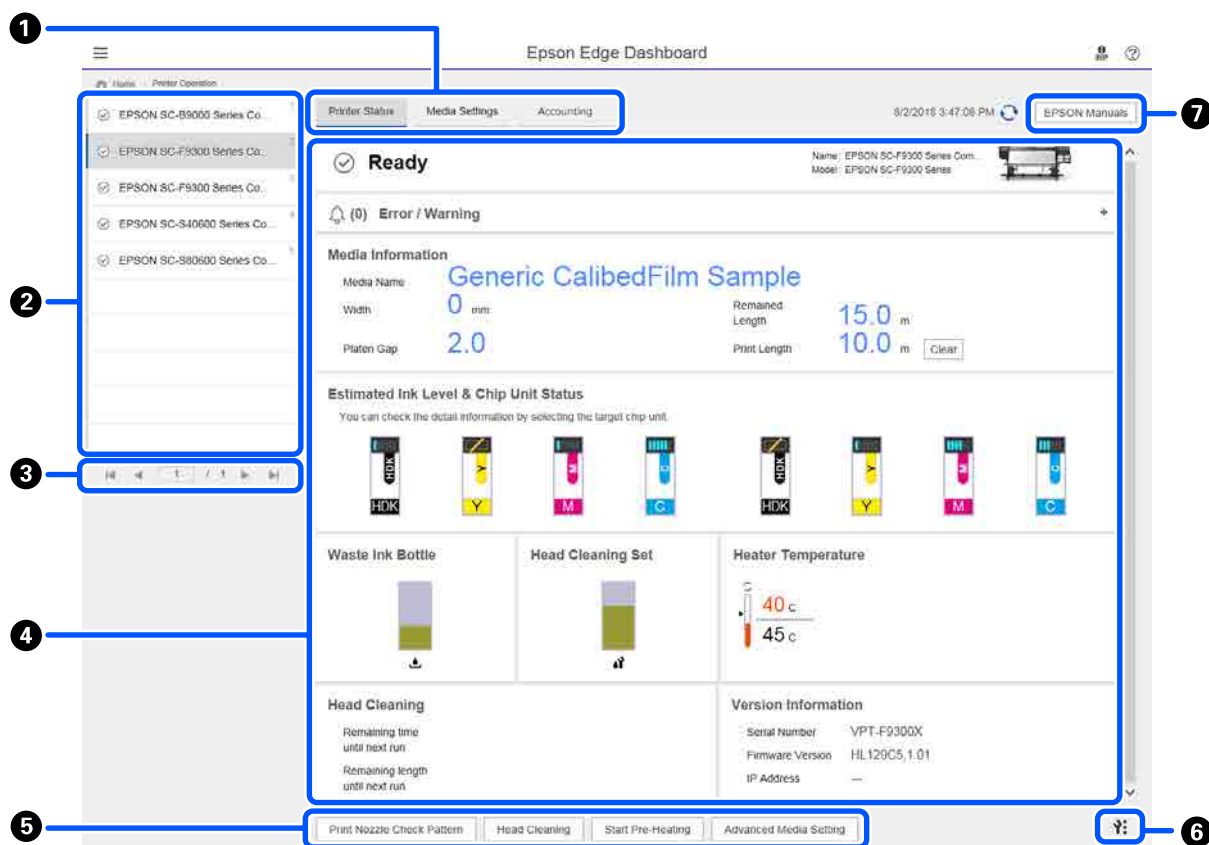 1
Epson Edge Dashboard
Home Printer Operation
2
EPSON SC-B9000 Series Co...
EPSON SC-F9300 Series Co...
EPSON SC-F9300 Series Co...
EPSON SC-S40600 Series Co...
EPSON SC-S80600 Series Co...
3
1 / 1
Printer Status Media Settings Accounting
8/2/2018 3:47:06 PM
EPSON Manuals
7
4
Ready
Name : EPSON SC-F9300 Series Com...
Model : EPSON SC-F9300 Series
(0) Error / Warning
Media Information
Media Name Generic CalibedFilm Sample
Width 0 mm
Remained
Length 15.0 m
Platen Gap 2.0
Print Length 10.0 m Clear
Estimated Ink Level & Chip Unit Status
You can check the detail information by selecting the target chip unit.
HDK Y M C HDK Y M C
HDK Y M C HDK Y M C
Waste Ink Bottle
Head Cleaning Set
Heater Temperature
C
40 c
45 c
Head Cleaning
Remaining time
until next run
Remaining length
until next run
Version Information
Serial Number VPT-F9300X
Firmware Version HL129C5,1.01
IP Address ---
5
Print Nozzle Check Pattern Head Cleaning Start Pre-Heating Advanced Media Setting
6